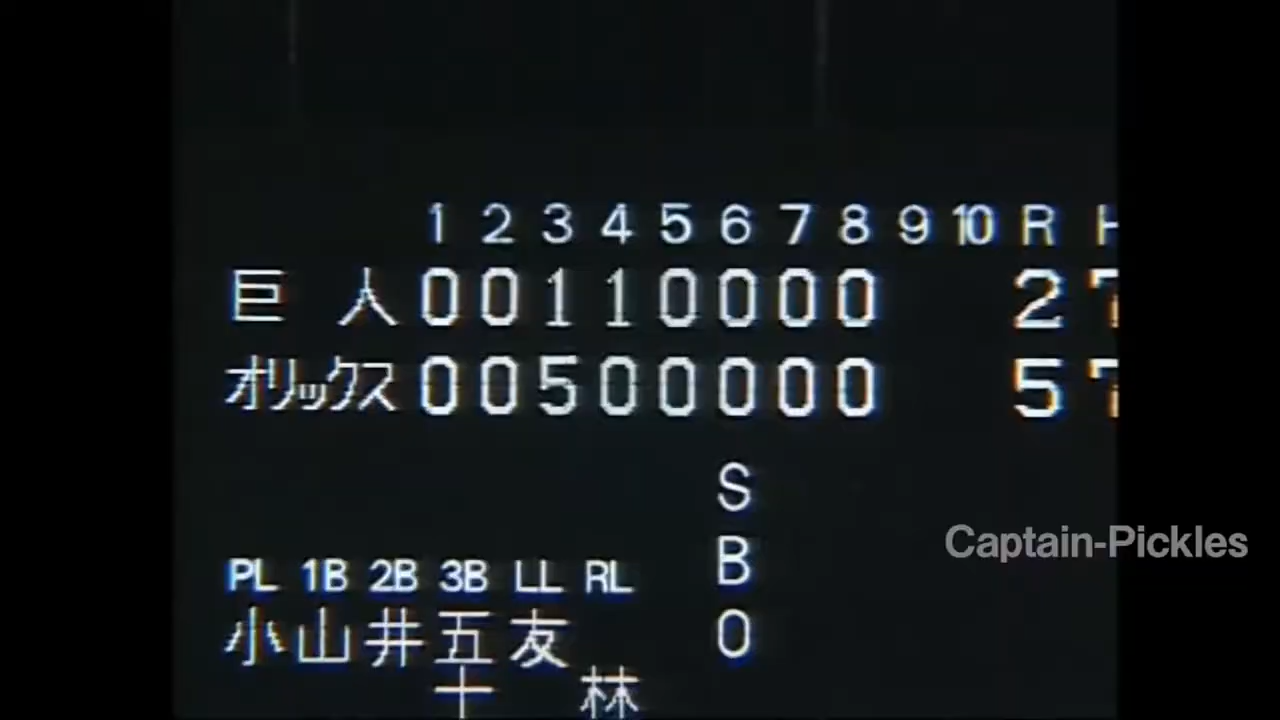 1 2 3 4 5 6 7 8 9 10 R H
巨人 0 0 1 1 0 0 0 0 2 7
オリックス 0 0 5 0 0 0 0 0 5 7
S
Captain-Pickles
B
PL 1B 2B 3B LL RL
小 山 井 五十 友 林
O